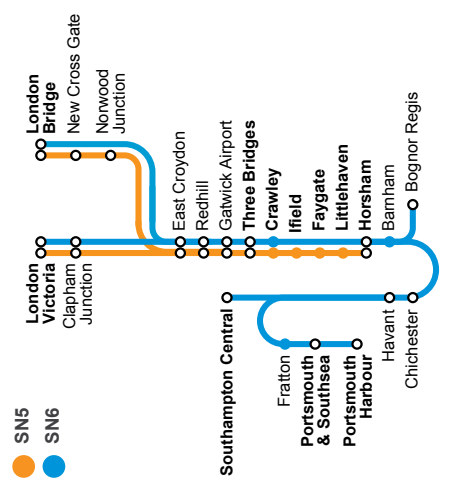 SN5
SN6
London
Bridge
New Cross Gate
Norwood
Junction
London
Victoria
Clapham
Junction
East Croydon
Redhill
Gatwick Airport
Three Bridges
Crawley
Ifield
Faygate
Littlehaven
Horsham
Barnham
Bognor Regis
Southampton Central
Fratton
Portsmouth
& Southsea
Portsmouth
Harbour
Havant
Chichester